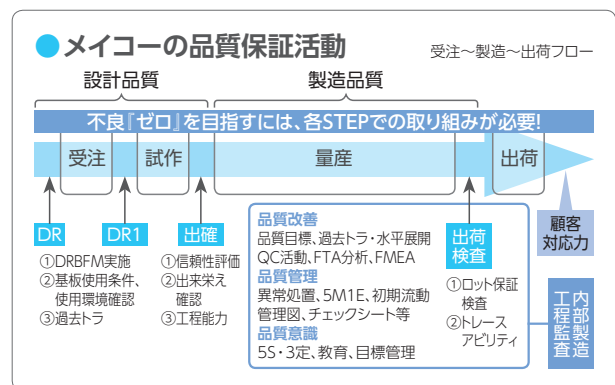 ●メイコーの品質保証活動
受注～製造～出荷フロー
設計品質
製造品質
不良『ゼロ』を目指すには、各STEPでの取り組みが必要!
受注
試作
量産
出荷
DR
DR1
出確
①DRBFM実施
②基板使用条件、
使用環境確認
③過去トラ
①信頼性評価
②出来栄え
確認
③工程能力
品質改善
品質目標、過去トラ・水平展開
QC活動、FTA分析、FMEA
品質管理
異常処置、5M1E、初期流動
管理図、チェックシート等
品質意識
5S・3定、教育、目標管理
出荷
検査
①ロット保証
検査
②トレース
アビリティ
顧客
対応力
内部製造
工程監査